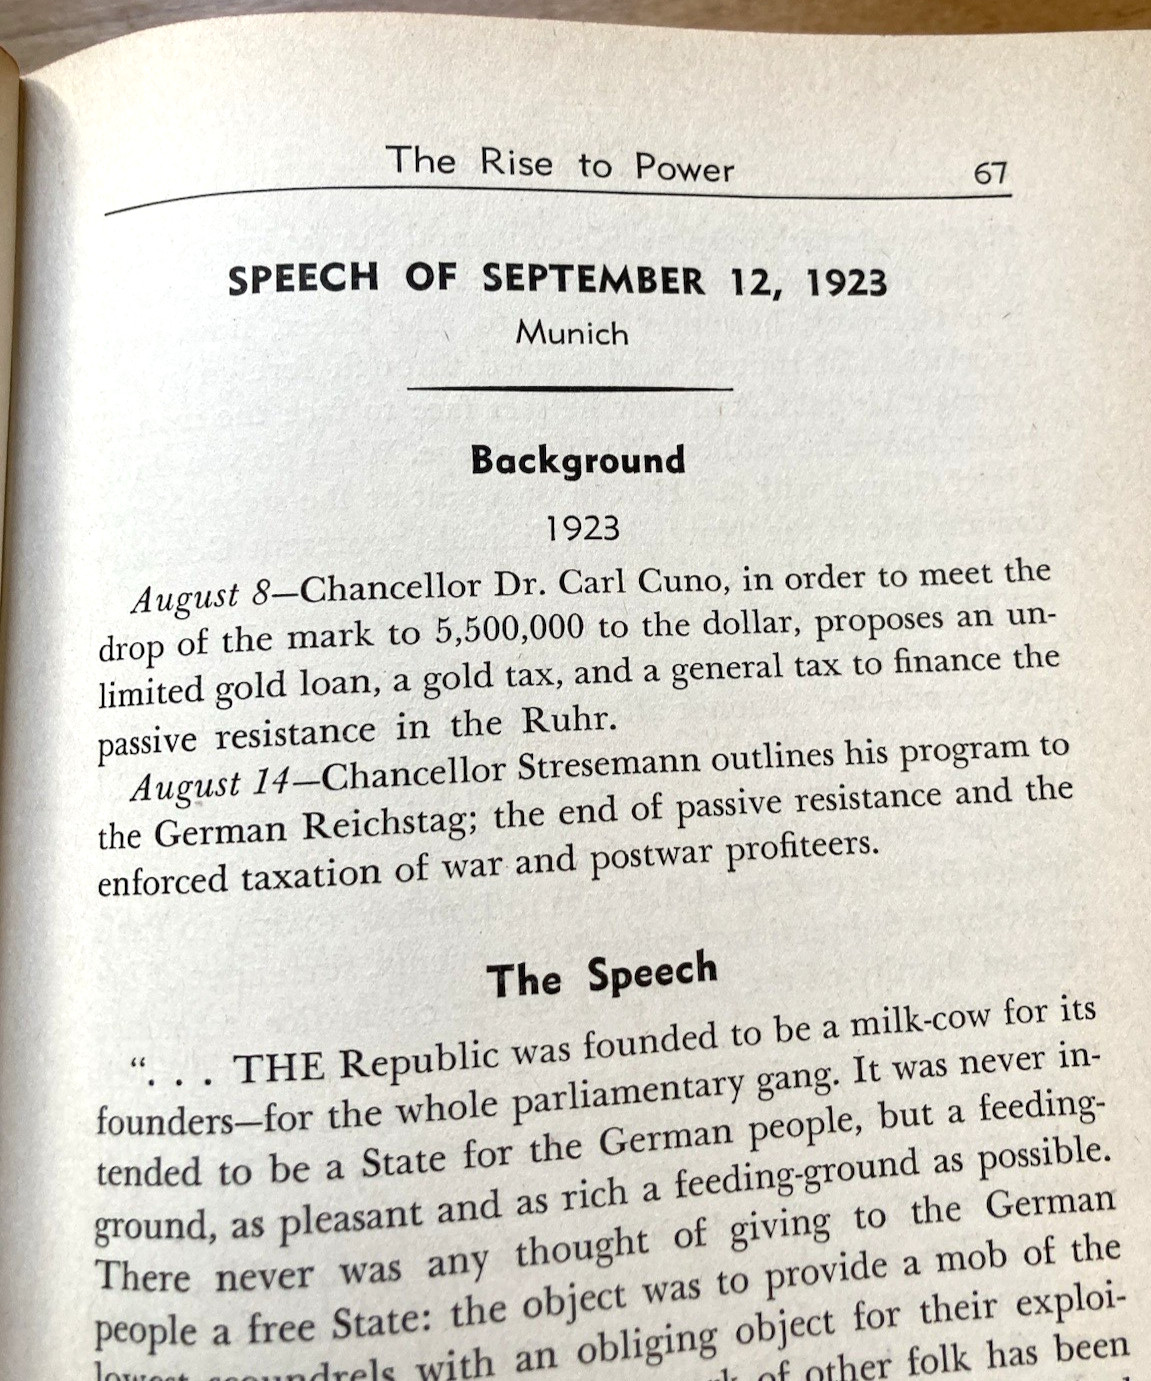 The Rise to Power 67
SPEECH OF SEPTEMBER 12, 1923
Munich
Background
1923
August 8—Chancellor Dr. Carl Cuno, in order to meet the
drop of the mark to 5,500,000 to the dollar, proposes an un-
limited gold loan, a gold tax, and a general tax to finance the
passive resistance in the Ruhr.
August 14—Chancellor Stresemann outlines his program to
the German Reichstag; the end of passive resistance and the
enforced taxation of war and postwar profiteers.
The Speech
“. . . THE Republic was founded to be a milk-cow for its
founders—for the whole parliamentary gang. It was never in-
tended to be a State for the German people, but a feeding-
ground, as pleasant and as rich a feeding-ground as possible.
There never was any thought of giving to the German
people a free State: the object was to provide a mob of the
lowest scoundrels with an obliging object for their exploi-
of other folk has been